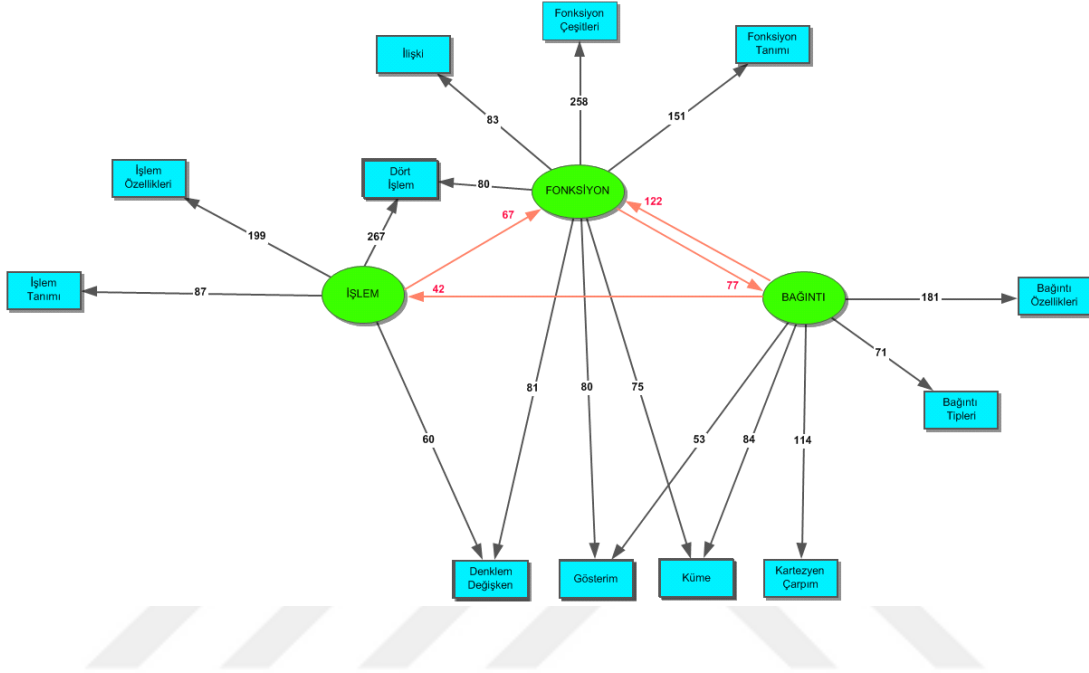 Fonksiyon
Çeşitleri
Fonksiyon
Tanımı
İlişki
258
151
83
İşlem
Özellikleri
Dört
İşlem
80
FONKSİYON
122
67
199
267
İşlem
Tanımı
87
İŞLEM
42
77
BAĞINTI
181
Bağıntı
Özellikleri
71
81
80
75
Bağıntı
Tipleri
60
53
84
114
Denklem
Değişken
Gösterim
Küme
Kartezyen
Çarpım